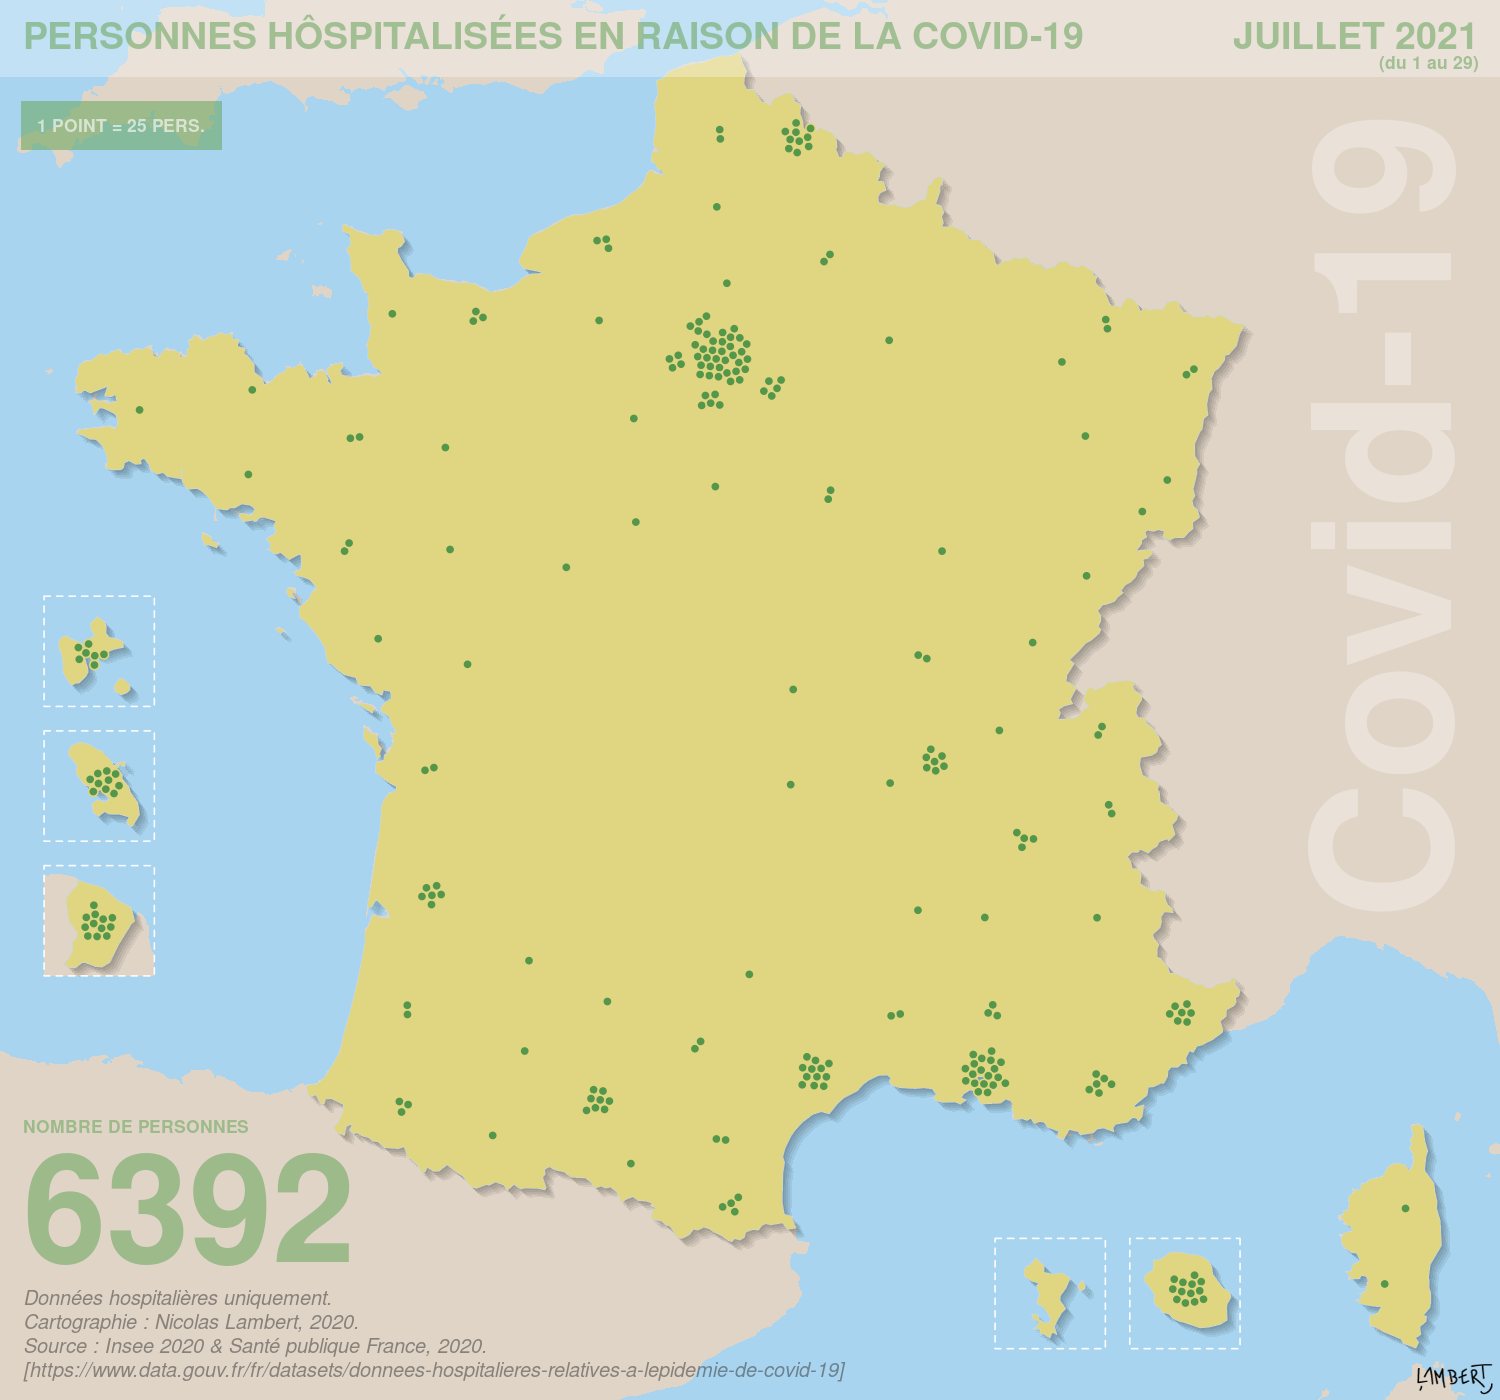 PERSONNES HÔSPITALISÉES EN RAISON DE LA COVID-19
JUILLET 2021
(du 1 au 29)
1 POINT = 25 PERS.
Covid-19
NOMBRE DE PERSONNES
6392
Données hospitalières uniquement.
Cartographie : Nicolas Lambert, 2020.
Source : Insee 2020 & Santé publique France, 2020.
[https://www.data.gouv.fr/fr/datasets/donnees-hospitalieres-relatives-a-lepidemie-de-covid-19]
LAMBERT